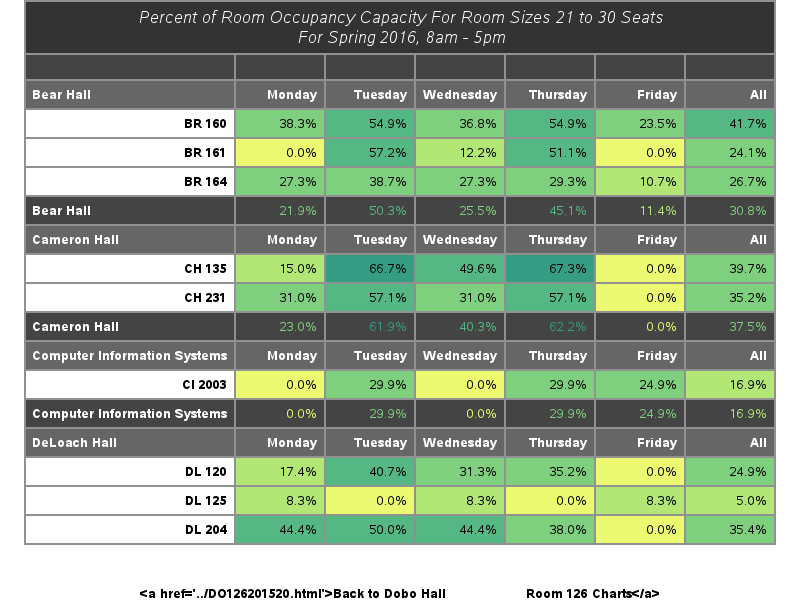 Percent of Room Occupancy Capacity For Room Sizes 21 to 30 Seats
For Spring 2016, 8am - 5pm
Bear Hall Monday Tuesday Wednesday Thursday Friday All
BR 160 38.3% 54.9% 36.8% 54.9% 23.5% 41.7%
BR 161 0.0% 57.2% 12.2% 51.1% 0.0% 24.1%
BR 164 27.3% 38.7% 27.3% 29.3% 10.7% 26.7%
Bear Hall 21.9% 50.3% 25.5% 45.1% 11.4% 30.8%
Cameron Hall Monday Tuesday Wednesday Thursday Friday All
CH 135 15.0% 66.7% 49.6% 67.3% 0.0% 39.7%
CH 231 31.0% 57.1% 31.0% 57.1% 0.0% 35.2%
Cameron Hall 23.0% 61.9% 40.3% 62.2% 0.0% 37.5%
Computer Information Systems Monday Tuesday Wednesday Thursday Friday All
CI 2003 0.0% 29.9% 0.0% 29.9% 24.9% 16.9%
Computer Information Systems 0.0% 29.9% 0.0% 29.9% 24.9% 16.9%
DeLoach Hall Monday Tuesday Wednesday Thursday Friday All
DL 120 17.4% 40.7% 31.3% 35.2% 0.0% 24.9%
DL 125 8.3% 0.0% 8.3% 0.0% 8.3% 5.0%
DL 204 44.4% 50.0% 44.4% 38.0% 0.0% 35.4%
<a href='../DO126201520.html'>Back to Dobo Hall Room 126 Charts</a>